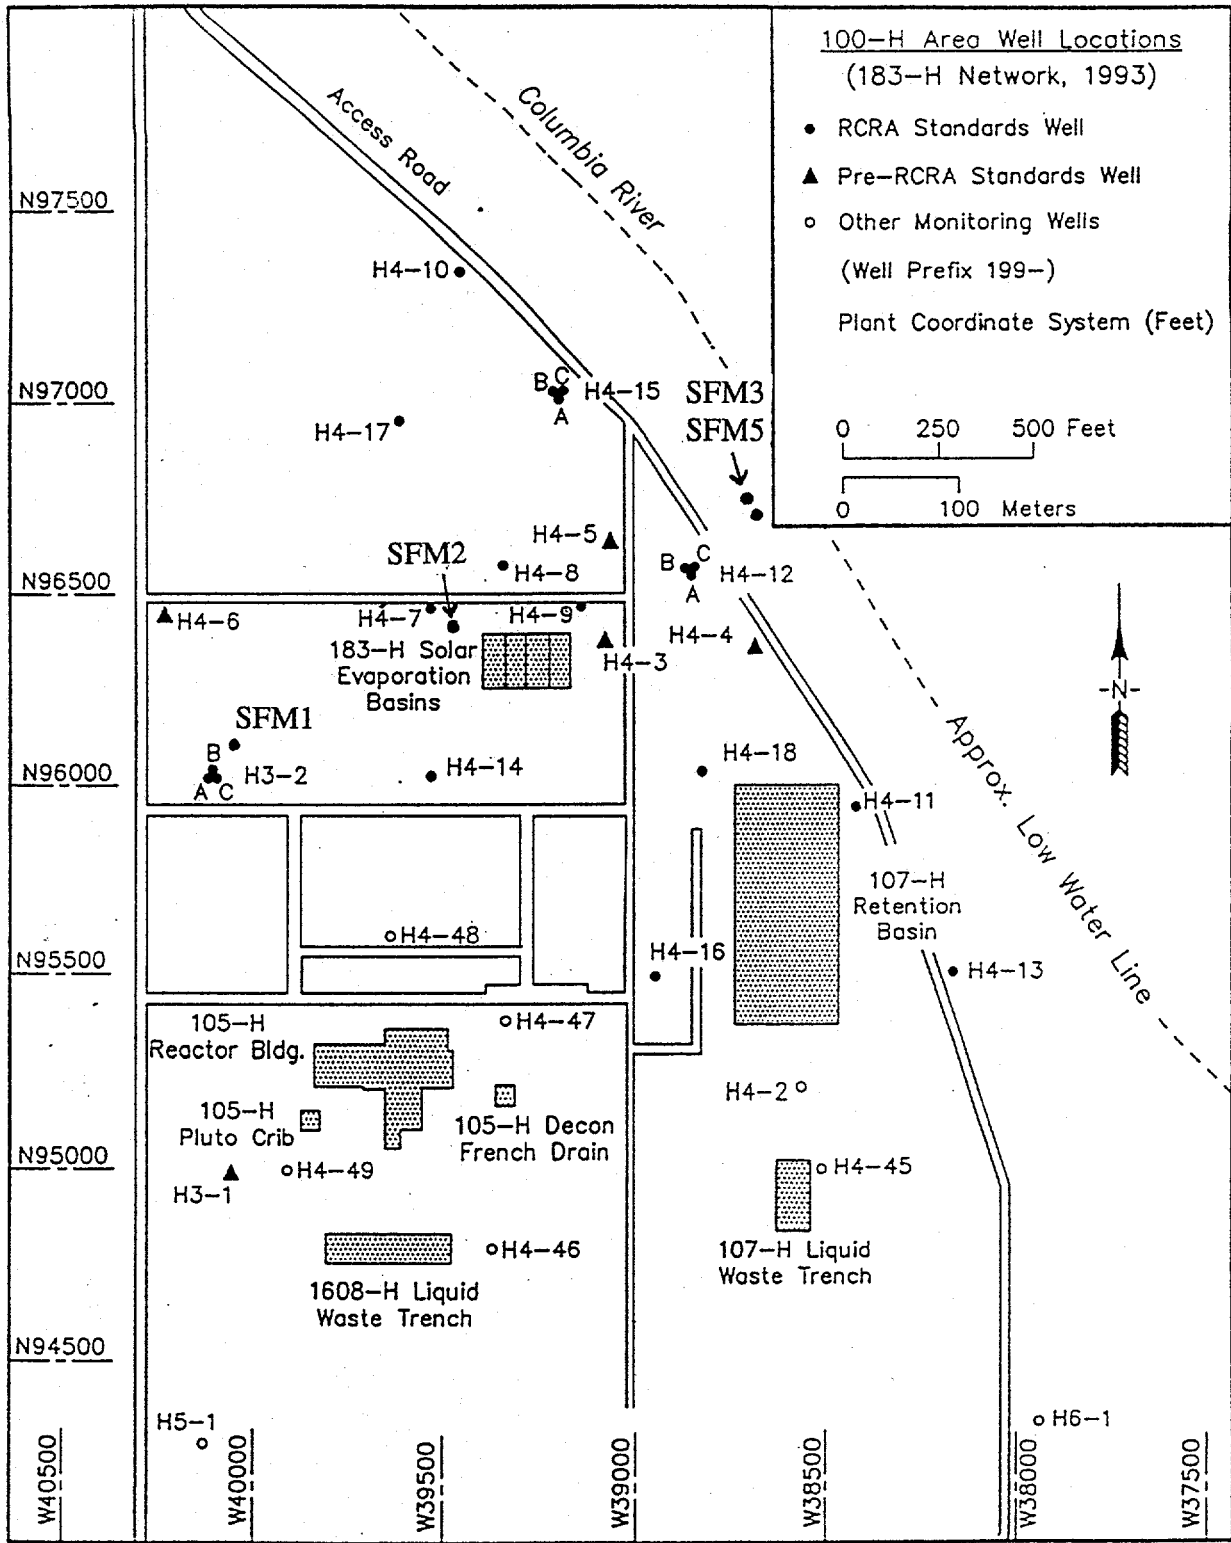 100-H Area Well Locations
(183-H Network, 1993)
RCRA Standards Well
Pre-RCRA Standards Well
Other Monitoring Wells
(Well Prefix 199-)
Plant Coordinate System (Feet)
0 250 500 Feet
0 100 Meters
Access Road
Columbia River
N97500
H4-10
N97000
B C
H4-15
A
SFM3
SFM5
H4-17
H4-5
SFM2
H4-8
B C
H4-12
A
N96500
H4-6
H4-7
H4-9
H4-4
H4-3
183-H Solar
Evaporation
Basins
-N-
SFM1
B
H3-2
A C
H4-14
H4-18
N96000
H4-11
Approx. Low Water Line
107-H
Retention
Basin
H4-48
H4-16
N95500
H4-13
105-H
Reactor Bldg.
H4-47
H4-2
105-H
Pluto Crib
105-H Decon
French Drain
N95000
H4-49
H3-1
H4-45
H4-46
107-H Liquid
Waste Trench
1608-H Liquid
Waste Trench
N94500
H5-1
H6-1
W40500
W40000
W39500
W39000
W38500
W38000
W37500